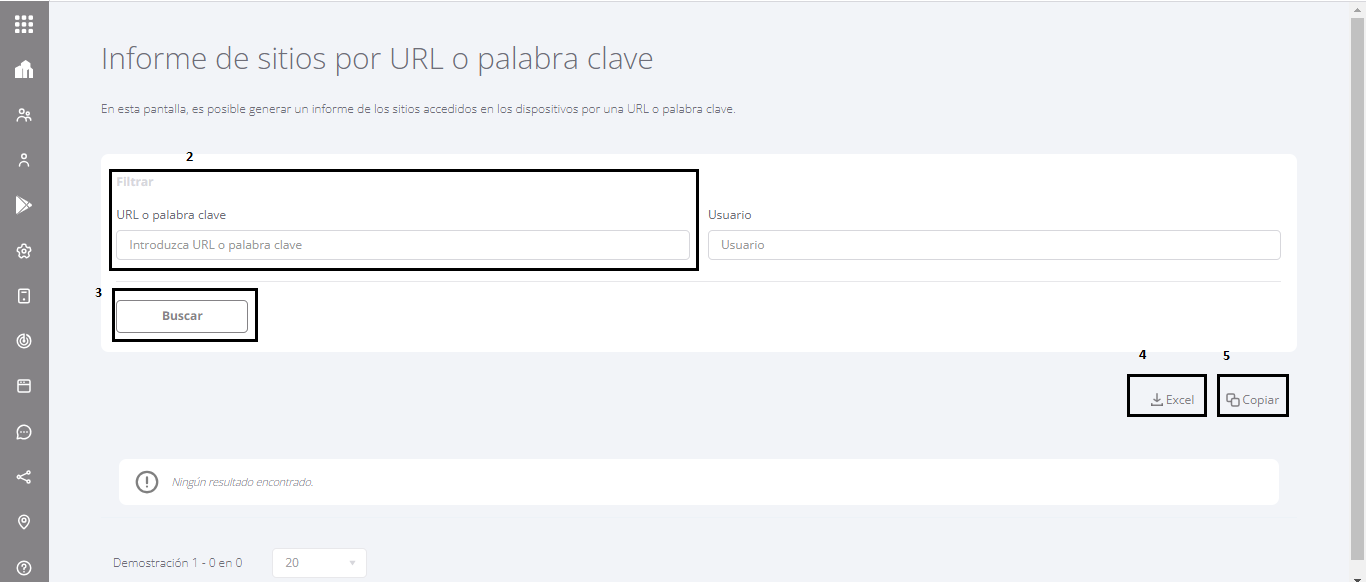 Informe de sitios por URL o palabra clave
En esta pantalla, es posible generar un informe de los sitios accedidos en los dispositivos por una URL o palabra clave.
2
Filtrar
URL o palabra clave
Usuario
Introduzca URL o palabra clave
Usuario
3
Buscar
4
5
Excel
Copiar
Ningún resultado encontrado.
Demostración 1 - 0 en 0
20